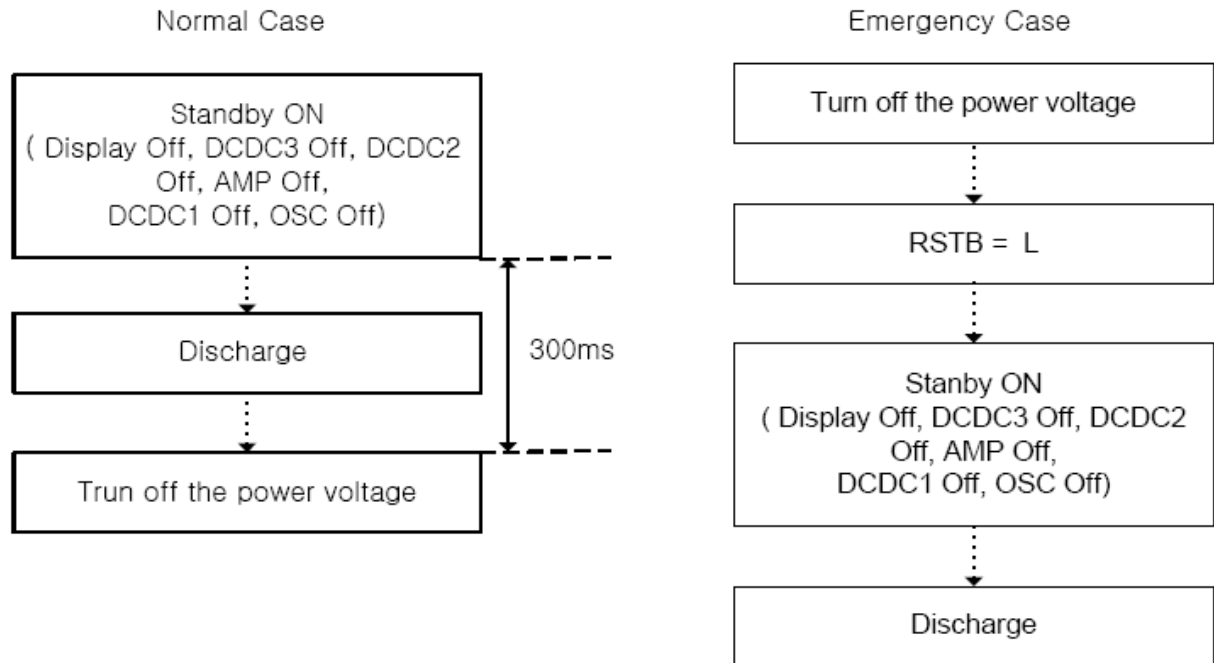 Normal Case
Standby ON
( Display Off, DCDC3 Off, DCDC2
Off, AMP Off,
DCDC1 Off, OSC Off)
Discharge
300ms
Trun off the power voltage
Emergency Case
Turn off the power voltage
RSTB = L
Stanby ON
( Display Off, DCDC3 Off, DCDC2
Off, AMP Off,
DCDC1 Off, OSC Off)
Discharge